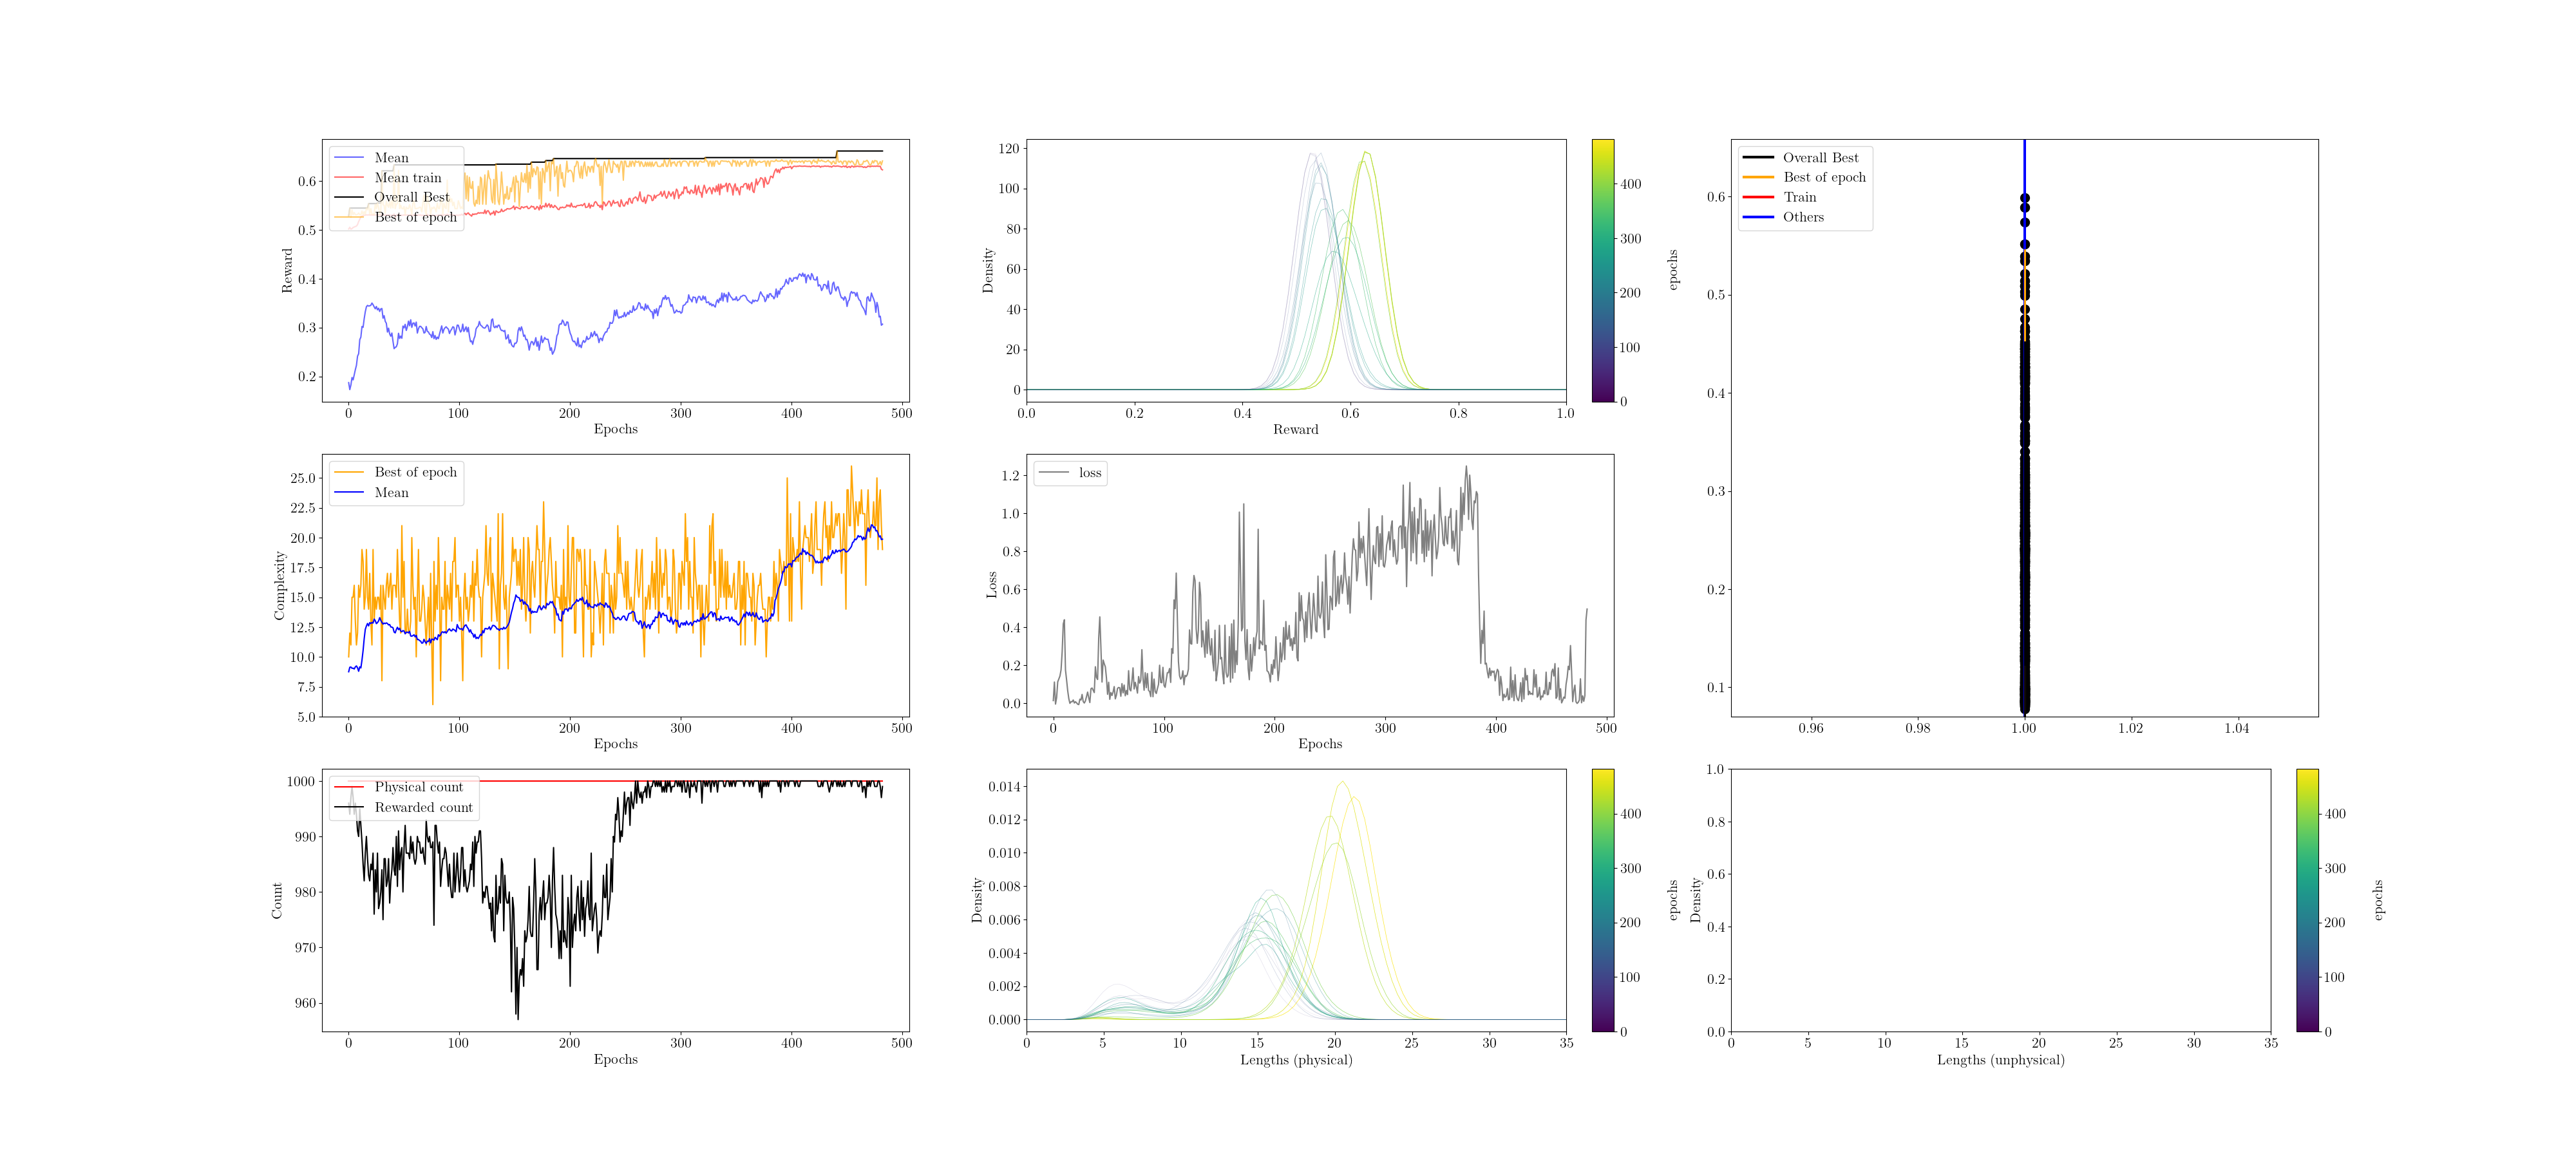 Mean
Mean train
Overall Best
Best of epoch
0.6
0.5
0.4
0.3
0.2
Reward
0 100 200 300 400 500
Epochs
120
100
80
60
40
20
0
Density
0.0 0.2 0.4 0.6 0.8 1.0
Reward
400
300
200
100
0
epochs
Overall Best
Best of epoch
Train
Others
0.6
0.5
0.4
0.3
0.2
0.1
0.96 0.98 1.00 1.02 1.04
Best of epoch
Mean
25.0
22.5
20.0
17.5
15.0
12.5
10.0
7.5
5.0
Complexity
0 100 200 300 400 500
Epochs
loss
1.2
1.0
0.8
0.6
0.4
0.2
0.0
Loss
0 100 200 300 400 500
Epochs
Physical count
Rewarded count
1000
990
980
970
960
Count
0 100 200 300 400 500
Epochs
0.014
0.012
0.010
0.008
0.006
0.004
0.002
0.000
Density
0 5 10 15 20 25 30 35
Lengths (physical)
400
300
200
100
0
epochs
1.0
0.8
0.6
0.4
0.2
0.0
Density
0 5 10 15 20 25 30 35
Lengths (unphysical)
400
300
200
100
0
epochs